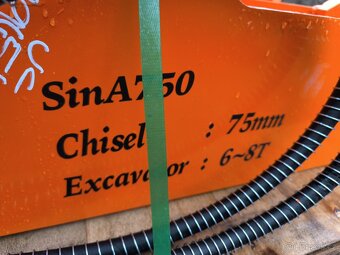 SinA750
Chisel : 75mm
Excavator : 6~8T